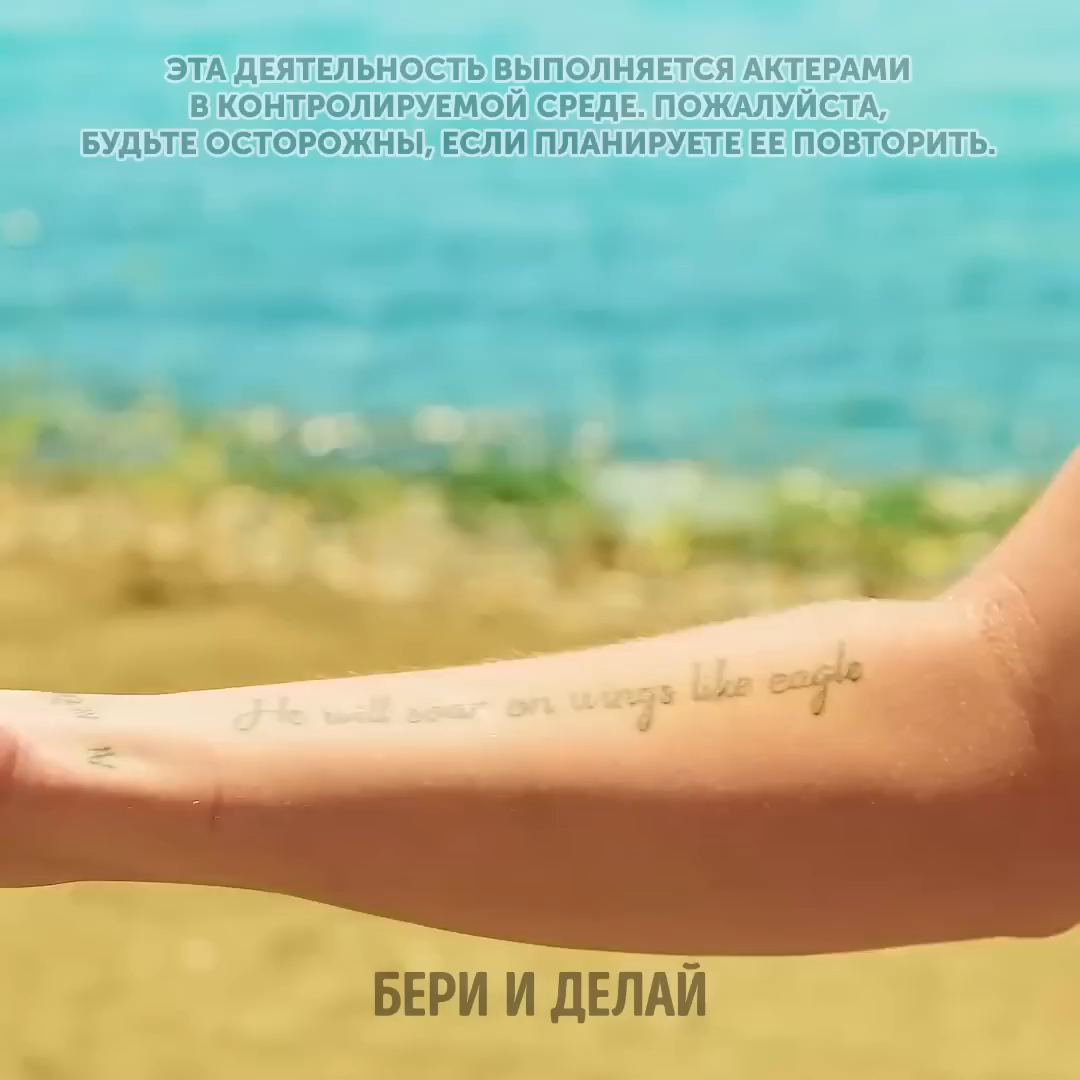 ЭТА ДЕЯТЕЛЬНОСТЬ ВЫПОЛНЯЕТСЯ АКТЕРАМИ
В КОНТРОЛИРУЕМОЙ СРЕДЕ. ПОЖАЛУЙСТА,
БУДЬТЕ ОСТОРОЖНЫ, ЕСЛИ ПЛАНИРУЕТЕ ЕЕ ПОВТОРИТЬ.
He will soar on wings like eagle
БЕРИ И ДЕЛАЙ